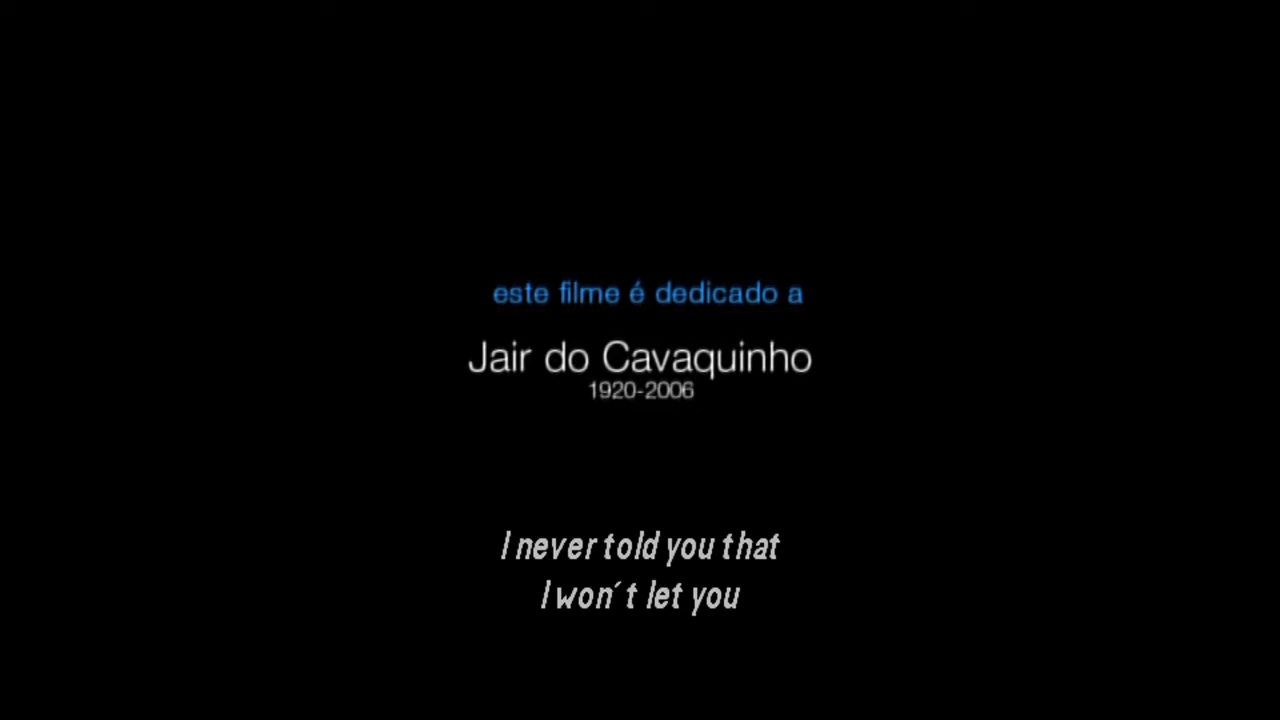 este filme é dedicado a
Jair do Cavaquinho
1920-2006
I never told you that
I won´t let you